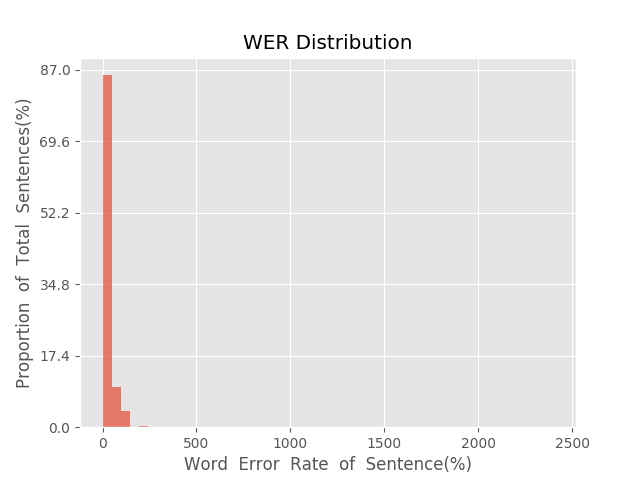 WER Distribution
87.0
69.6
52.2
34.8
17.4
0.0
Proportion of Total Sentences(%)
0 500 1000 1500 2000 2500
Word Error Rate of Sentence(%)